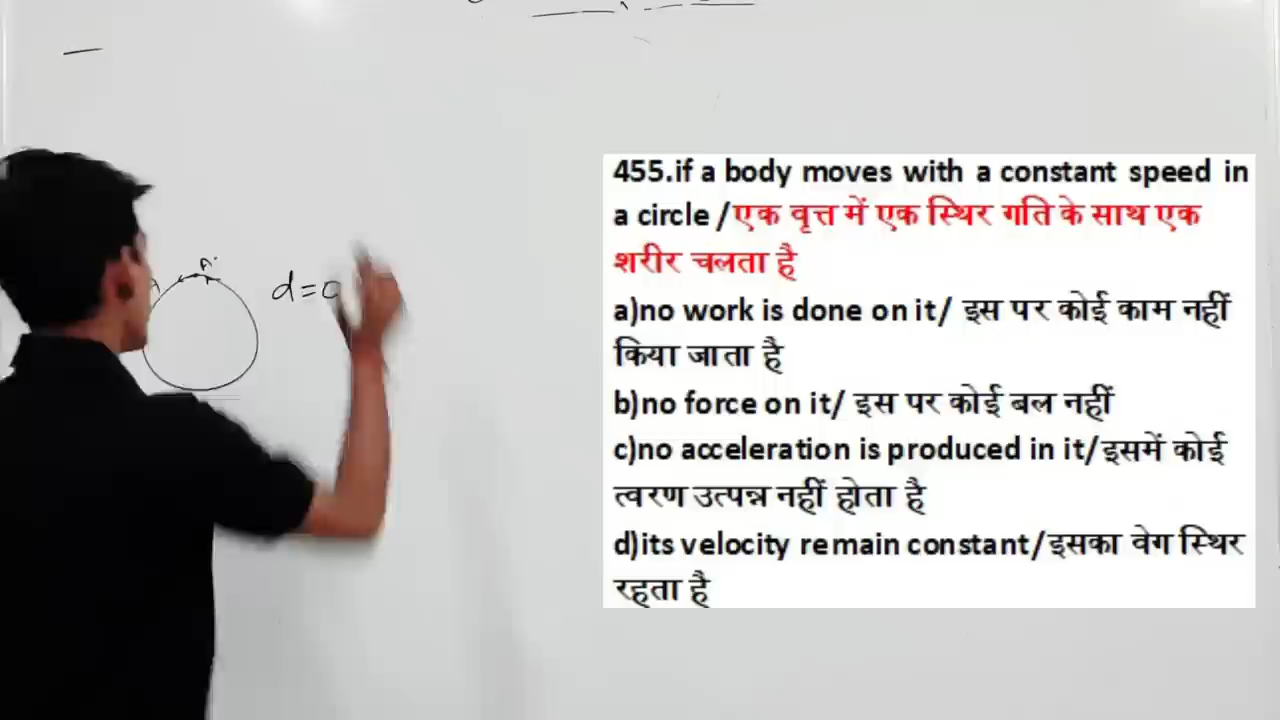 455.if a body moves with a constant speed in
a circle /एक वृत्त में एक स्थिर गति के साथ एक
शरीर चलता है
a)no work is done on it/ इस पर कोई काम नहीं
किया जाता है
b)no force on it/ इस पर कोई बल नहीं
c)no acceleration is produced in it/इसमें कोई
त्वरण उत्पन्न नहीं होता है
d)its velocity remain constant/इसका वेग स्थिर
रहता है
A
d=0